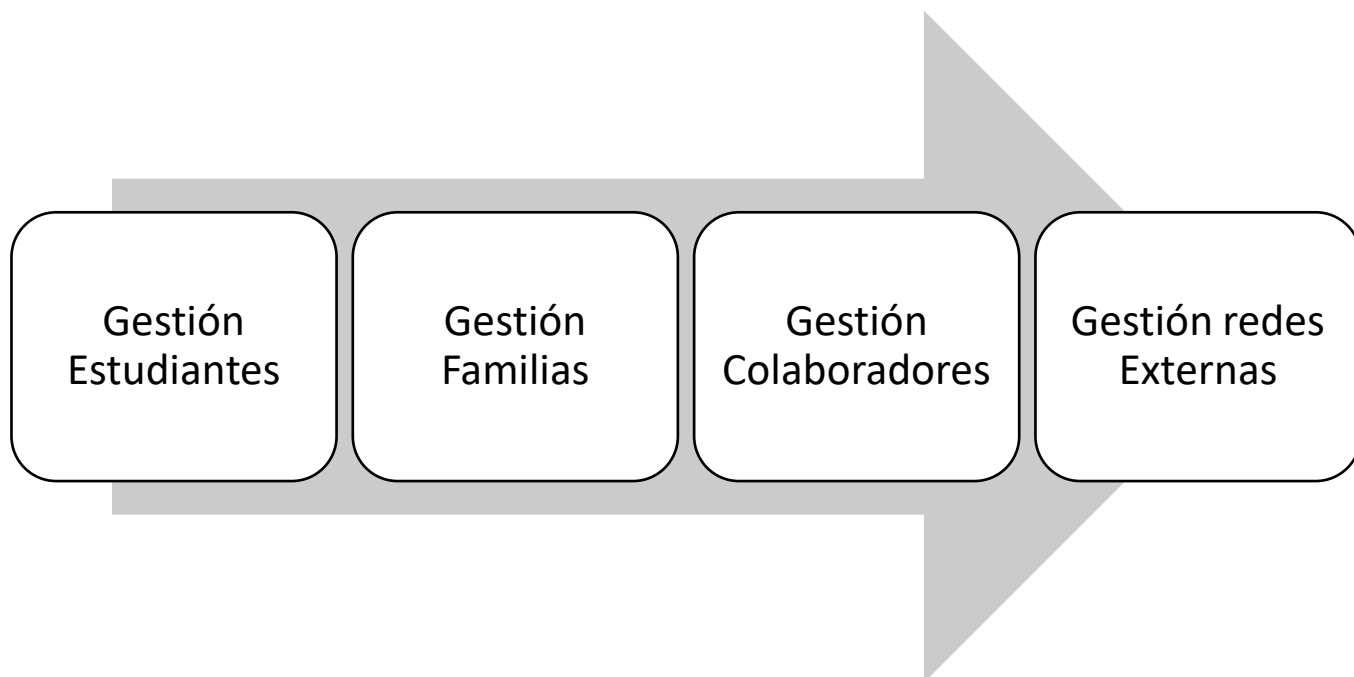 Gestión
Estudiantes
Gestión
Familias
Gestión
Colaboradores
Gestión redes
Externas